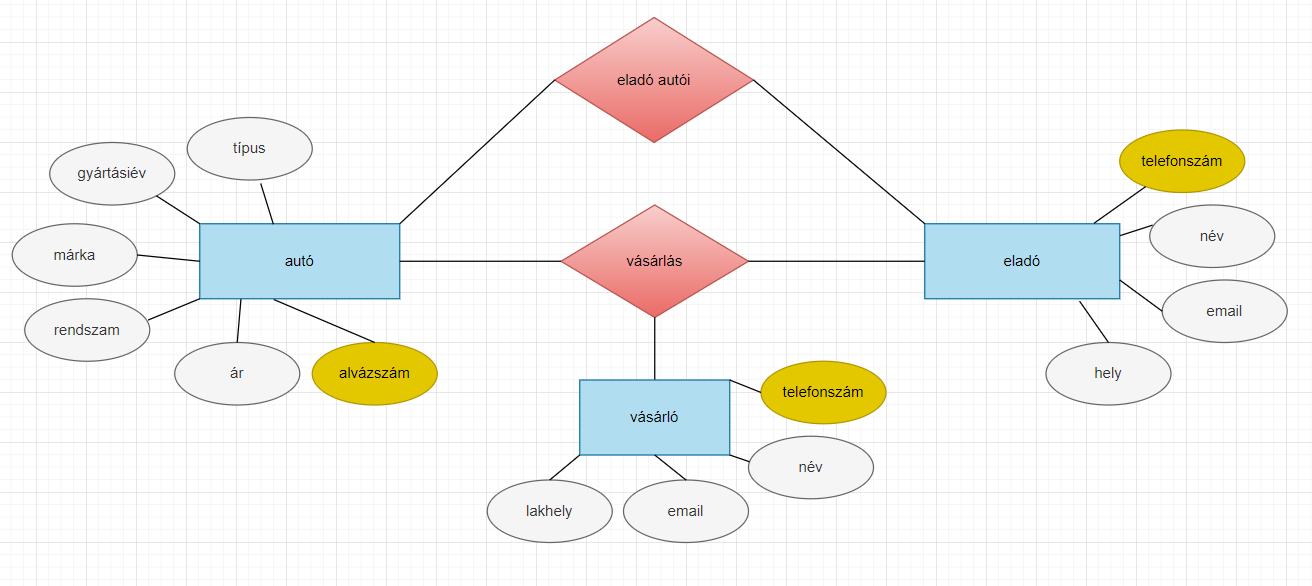 eladó autói
típus
gyártásiév
telefonszám
név
márka
autó
vásárlás
eladó
email
rendszam
ár
alvázszám
hely
telefonszám
vásárló
név
lakhely
email